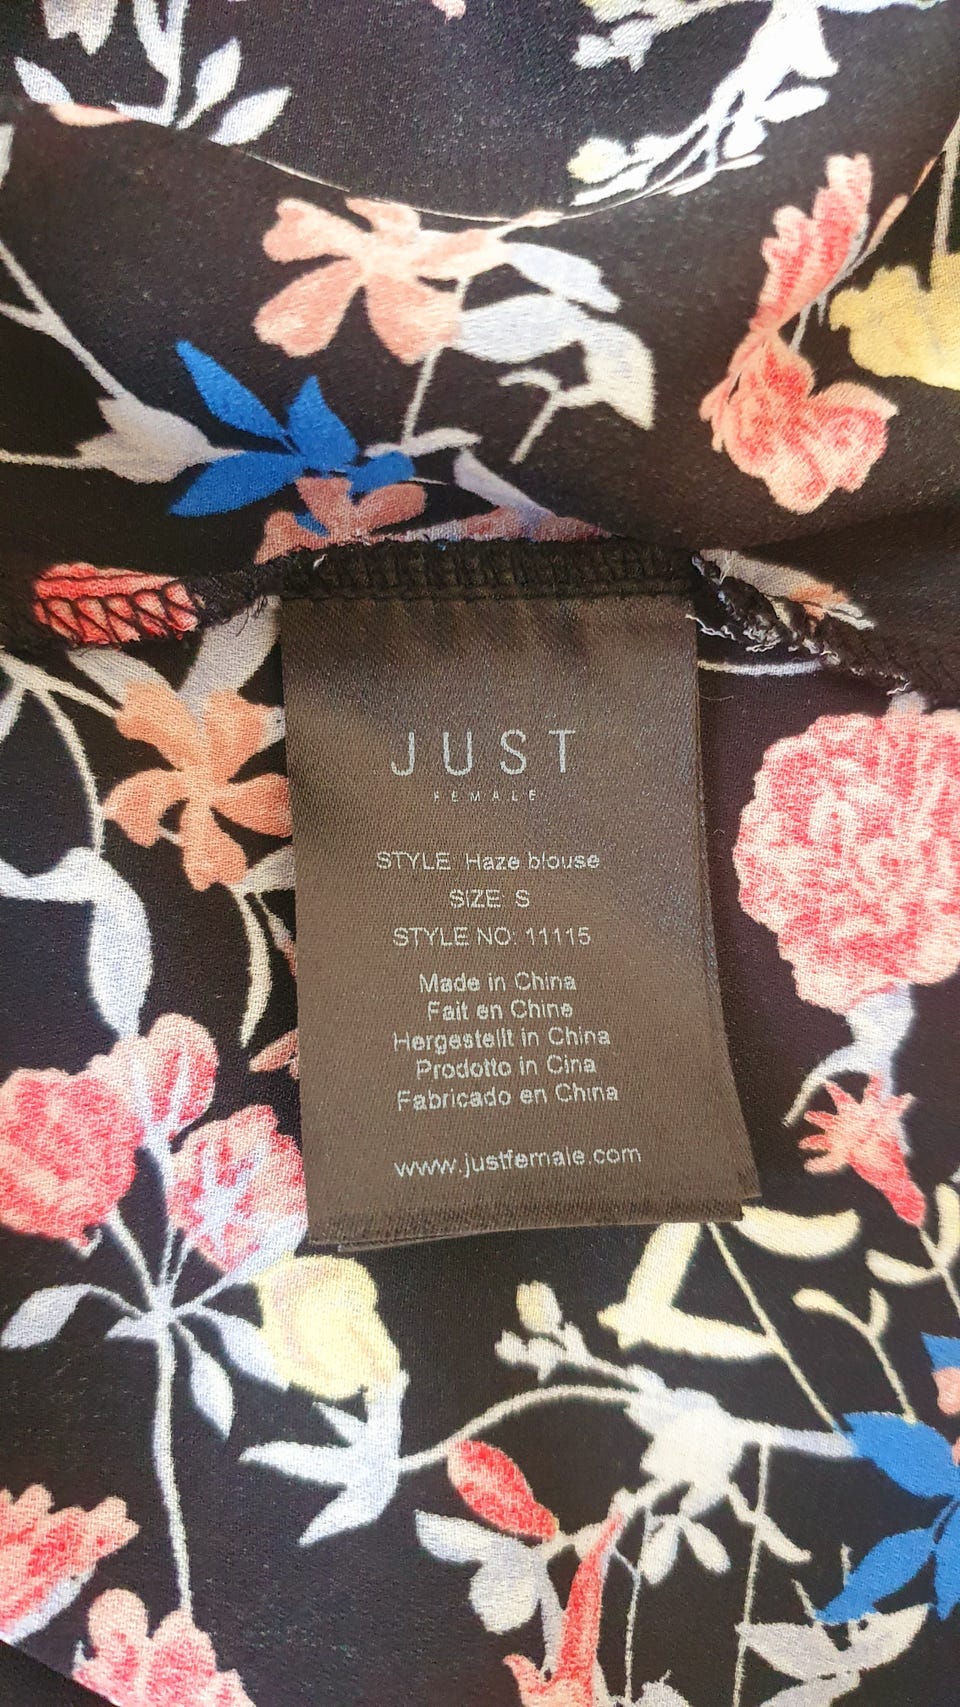 JUST
FEMALE
STYLE: Haze blouse
SIZE: S
STYLE NO: 11115
Made in China
Fait en Chine
Hergestellt in China
Prodotto in Cina
Fabricado en China
www.justfemale.com